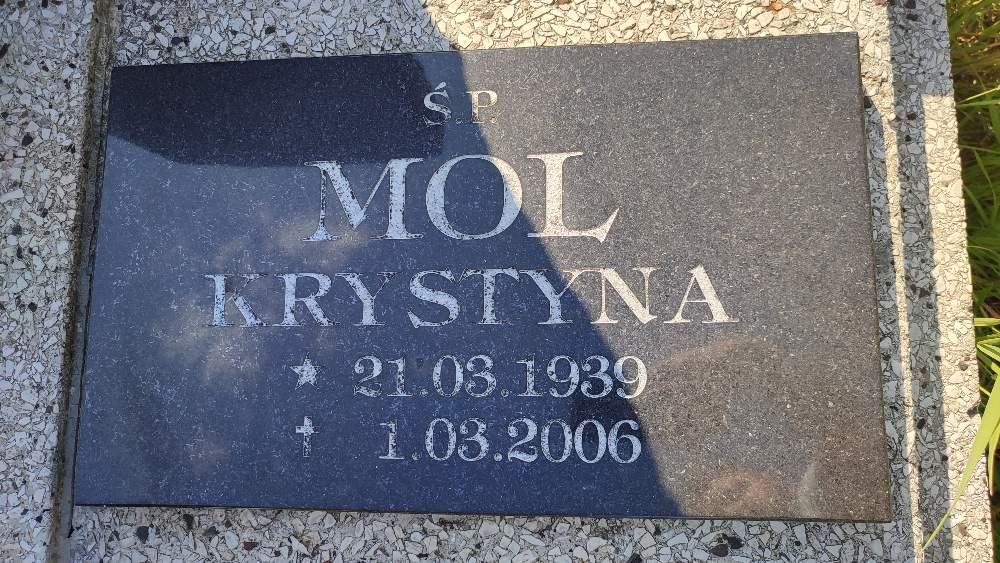 Ś.P.
MOL
KRYSTYNA
★ 21.03.1939
✝ 1.03.2006